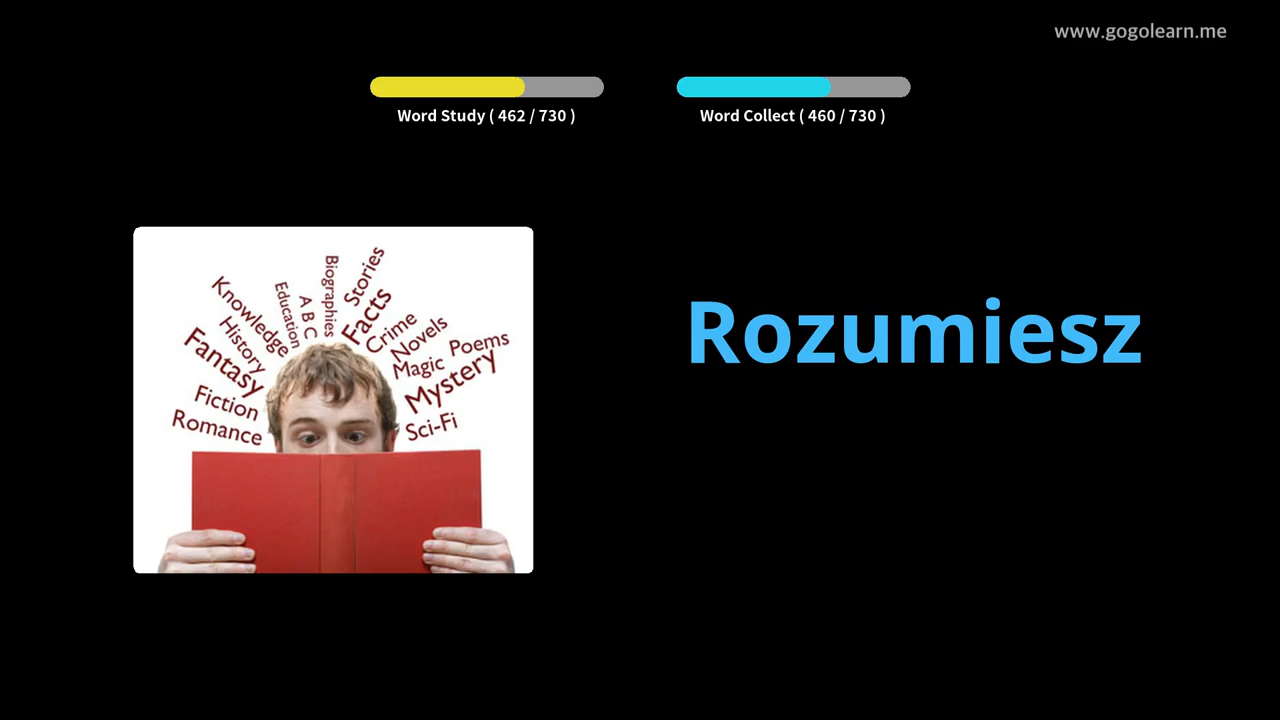 www.gogolearn.me
Word Study ( 462 / 730 )
Word Collect ( 460 / 730 )
Rozumiesz
Biographies
Stories
Knowledge
Education
A B C
Facts
History
Crime
Novels
Fantasy
Magic
Poems
Mystery
Fiction
Romance
Sci-Fi